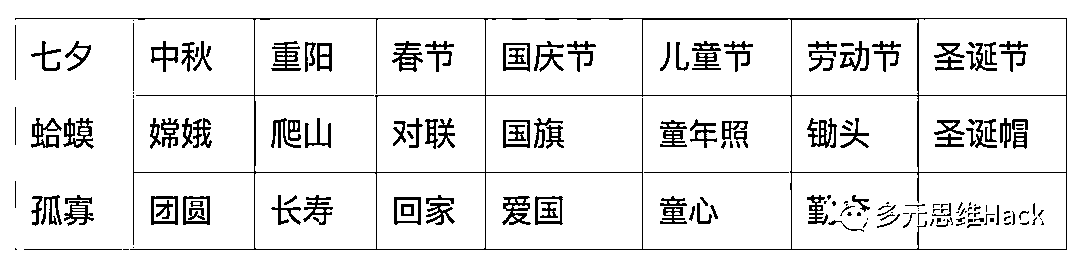 七夕 中秋 重阳 春节 国庆节 儿童节 劳动节 圣诞节
蛤蟆 嫦娥 爬山 对联 国旗 童年照 锄头 圣诞帽
孤寡 团圆 长寿 回家 爱国 童心 勤 多元思维Hack